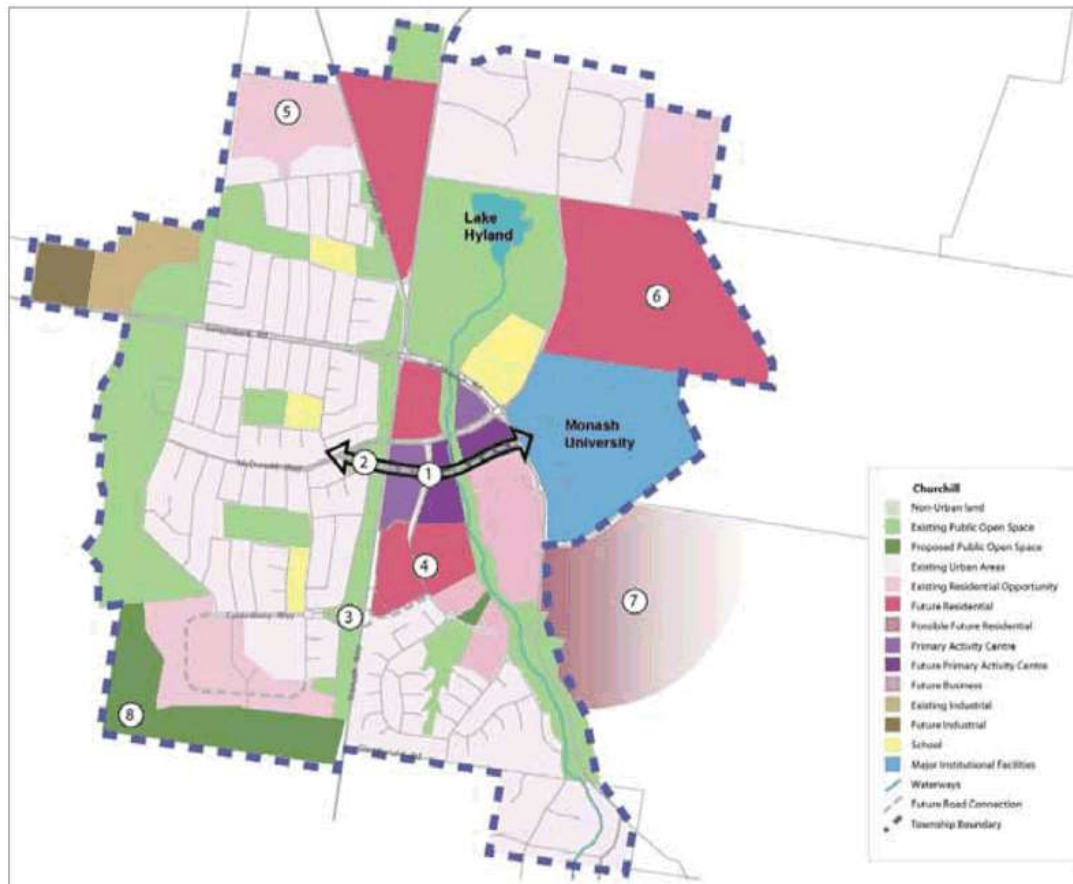 5
Lake
Hyland
6
Monash
University
2
1
4
3
7
8
Churchill
Non-Urban land
Existing Public Open Space
Proposed Public Open Space
Existing Urban Areas
Existing Residential Opportunity
Future Residential
Possible Future Residential
Primary Activity Centre
Future Primary Activity Centre
Future Business
Existing Industrial
Future Industrial
School
Major Institutional Facilities
Waterways
Future Road Connection
Township Boundary